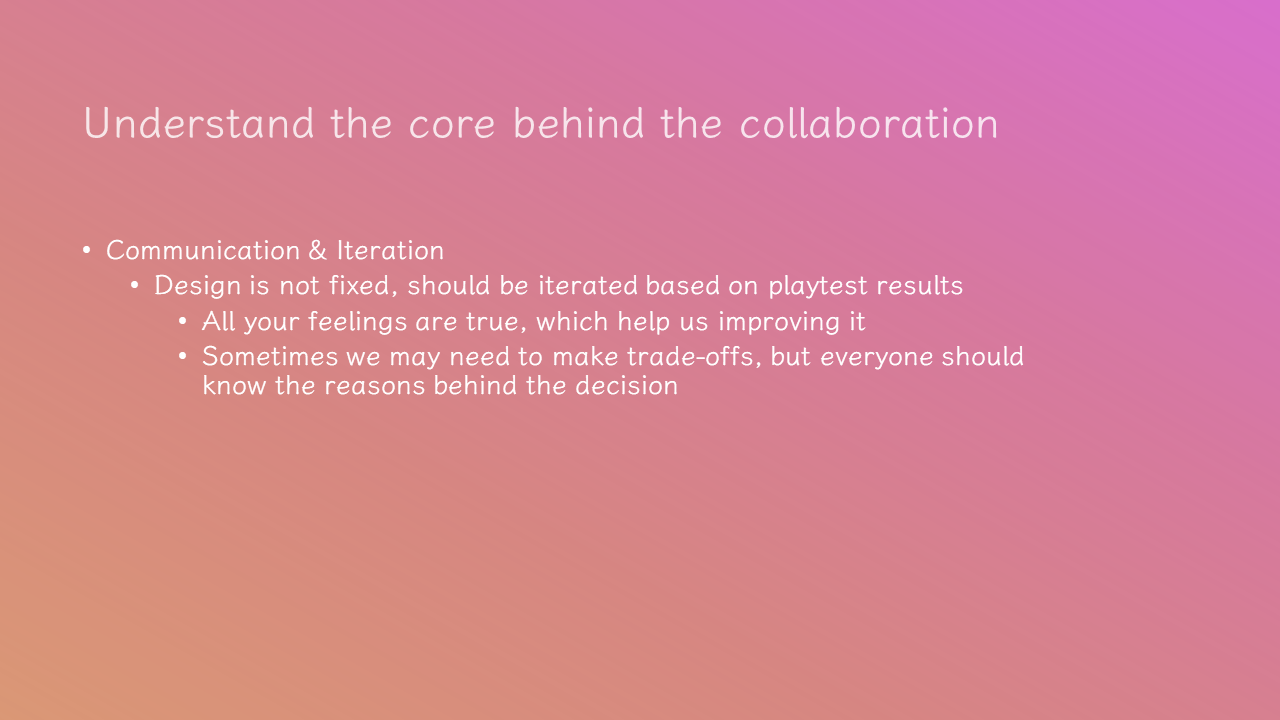 Understand the core behind the collaboration
• Communication & Iteration
• Design is not fixed, should be iterated based on playtest results
• All your feelings are true, which help us improving it
• Sometimes we may need to make trade-offs, but everyone should
know the reasons behind the decision